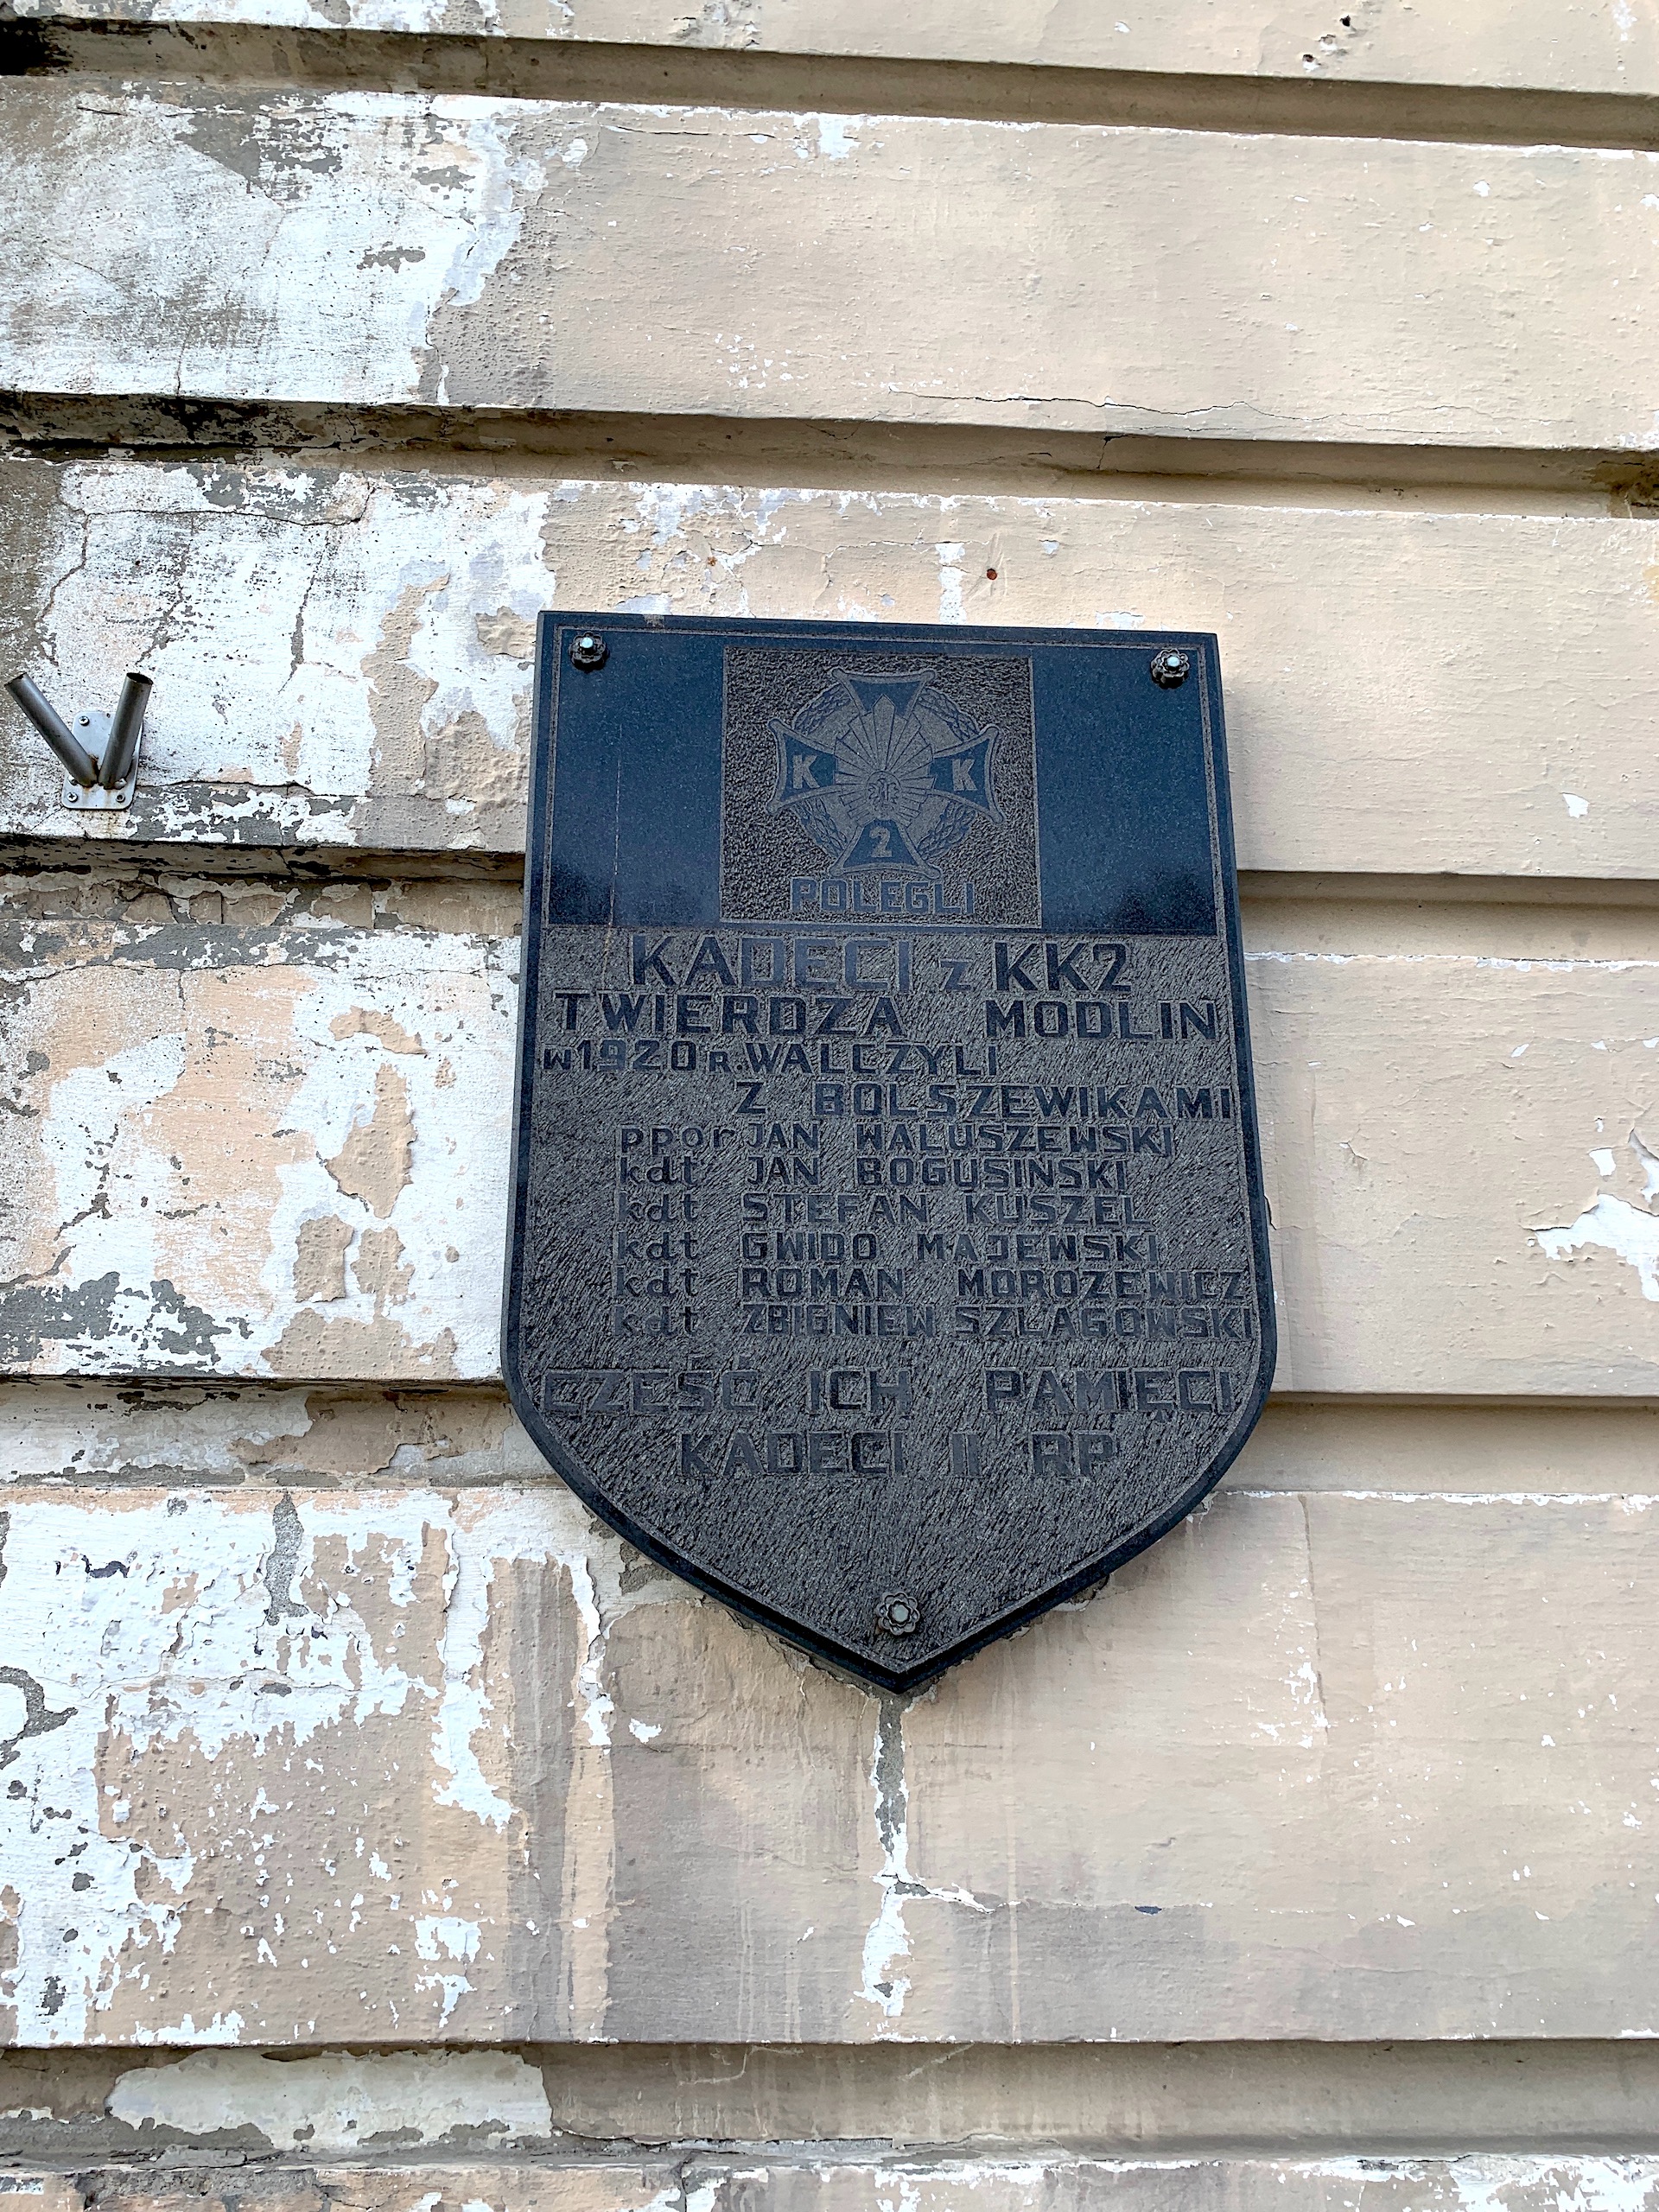 K K
2
POLEGLI
KADECI z KK2
TWIERDZA MODLIN
w 1920 R. WALCZYLI
Z BOLSZEWIKAMI
ppor JAN WALUSZEWSKI
kdt JAN BOGUSIŃSKI
kdt STEFAN KUSZEL
kdt GWIDO MAJEWSKI
kdt ROMAN MOROZEWICZ
kdt ZBIGNIEW SZLAGOWSKI
CZEŚĆ ICH PAMIĘCI
KADECI II RP